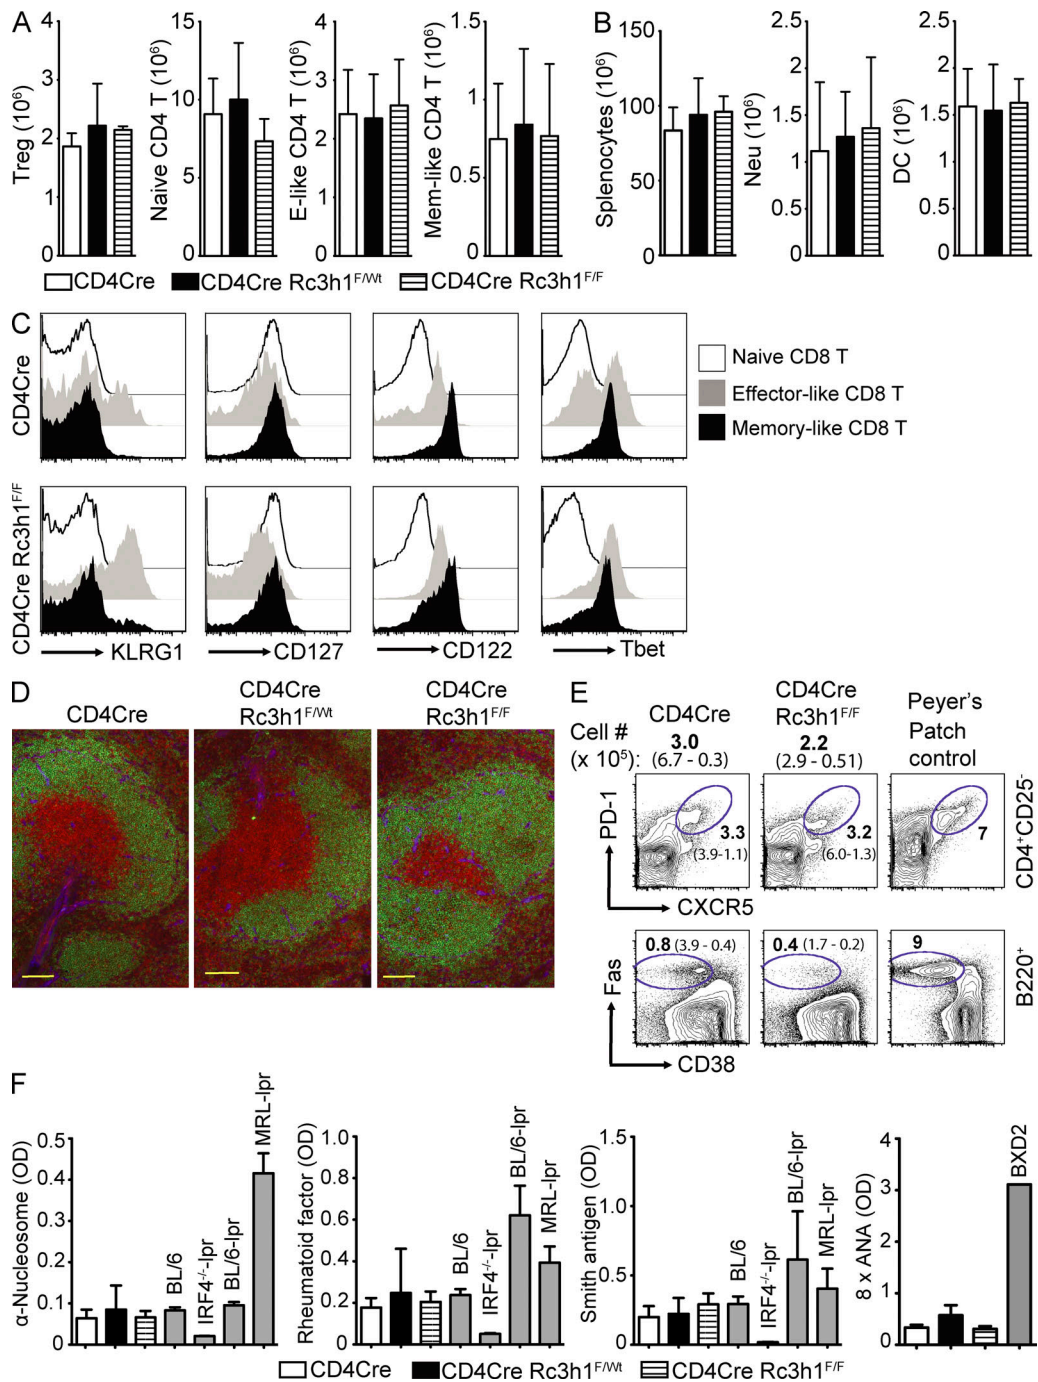 A
Treg (10⁶)
4
3
2
1
0
Naive CD4 T (10⁶)
15
10
5
0
E-like CD4 T (10⁶)
4
3
2
1
0
Mem-like CD4 T (10⁶)
1.5
1
0.5
0
B
Splenocytes (10⁶)
150
100
50
0
Neu (10⁶)
2.5
2
1.5
1
0.5
0
DC (10⁶)
2.5
2
1.5
1
0.5
0
CD4Cre
CD4Cre Rc3h1F/Wt
CD4Cre Rc3h1F/F
C
CD4Cre
CD4Cre Rc3h1F/F
KLRG1
CD127
CD122
Tbet
Naive CD8 T
Effector-like CD8 T
Memory-like CD8 T
D
CD4Cre
CD4Cre
Rc3h1F/Wt
CD4Cre
Rc3h1F/F
E
Cell #
(x 10⁵):
CD4Cre
3.0
(6.7 - 0.3)
CD4Cre
Rc3h1F/F
2.2
(2.9 - 0.51)
Peyer's
Patch
control
PD-1
3.3
(3.9-1.1)
3.2
(6.0-1.3)
7
CD4⁺CD25⁻
CXCR5
Fas
0.8 (3.9 - 0.4)
0.4 (1.7 - 0.2)
9
B220⁺
CD38
F
α-Nucleosome (OD)
0.5
0.4
0.3
0.2
0.1
0
BL/6
IRF4⁻/⁻-lpr
BL/6-lpr
MRL-lpr
Rheumatoid factor (OD)
1.0
0.8
0.6
0.4
0.2
0
BL/6
IRF4⁻/⁻-lpr
BL/6-lpr
MRL-lpr
Smith antigen (OD)
1.5
1.0
0.5
0
BL/6
IRF4⁻/⁻-lpr
BL/6-lpr
MRL-lpr
8 x ANA (OD)
4
3
2
1
0
BXD2
CD4Cre
CD4Cre Rc3h1F/Wt
CD4Cre Rc3h1F/F